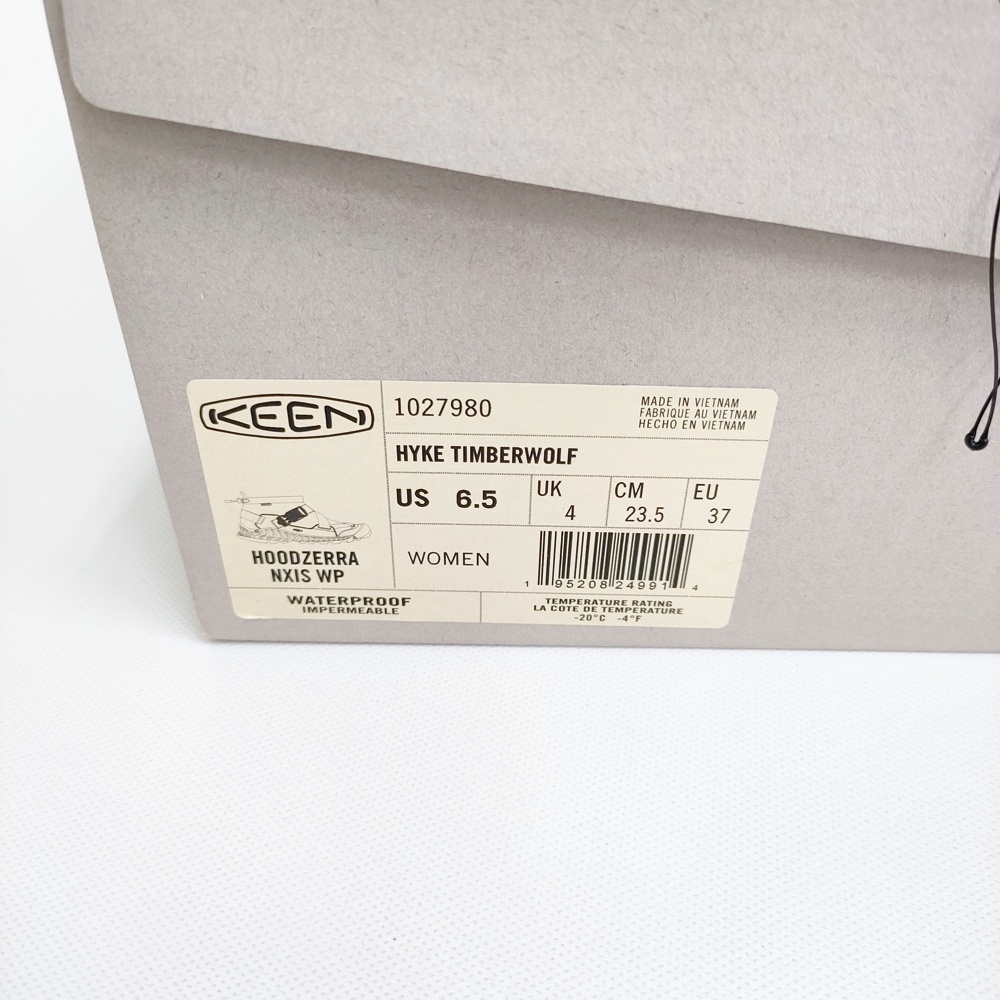 KEEN
1027980
MADE IN VIETNAM
FABRIQUE AU VIETNAM
HECHO EN VIETNAM
HYKE TIMBERWOLF
US 6.5
UK
4
CM
23.5
EU
37
HOODZERRA
NXIS WP
WOMEN
1 95208 24991 4
WATERPROOF
IMPERMEABLE
TEMPERATURE RATING
LA COTE DE TEMPERATURE
-20°C -4°F